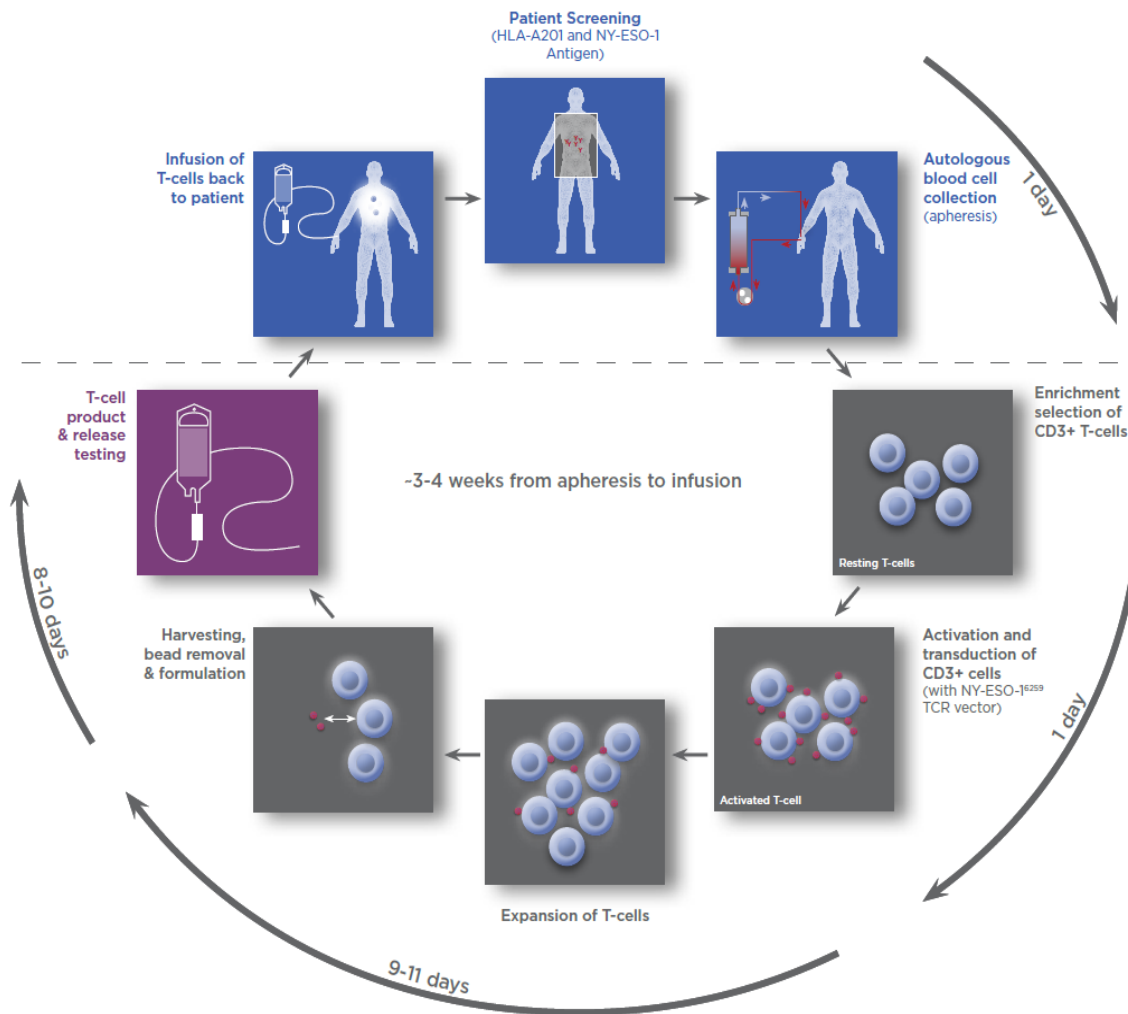 Patient Screening
(HLA-A201 and NY-ESO-1
Antigen)
Infusion of
T-cells back
to patient
Autologous
blood cell
collection
(apheresis)
1 day
T-cell
product
& release
testing
~3-4 weeks from apheresis to infusion
Enrichment
selection of
CD3+ T-cells
Resting T-cells
8-10 days
Harvesting,
bead removal
& formulation
Activation and
transduction of
CD3+ cells
(with NY-ESO-1⁶²⁵⁹
TCR vector)
1 day
Activated T-cell
Expansion of T-cells
9-11 days